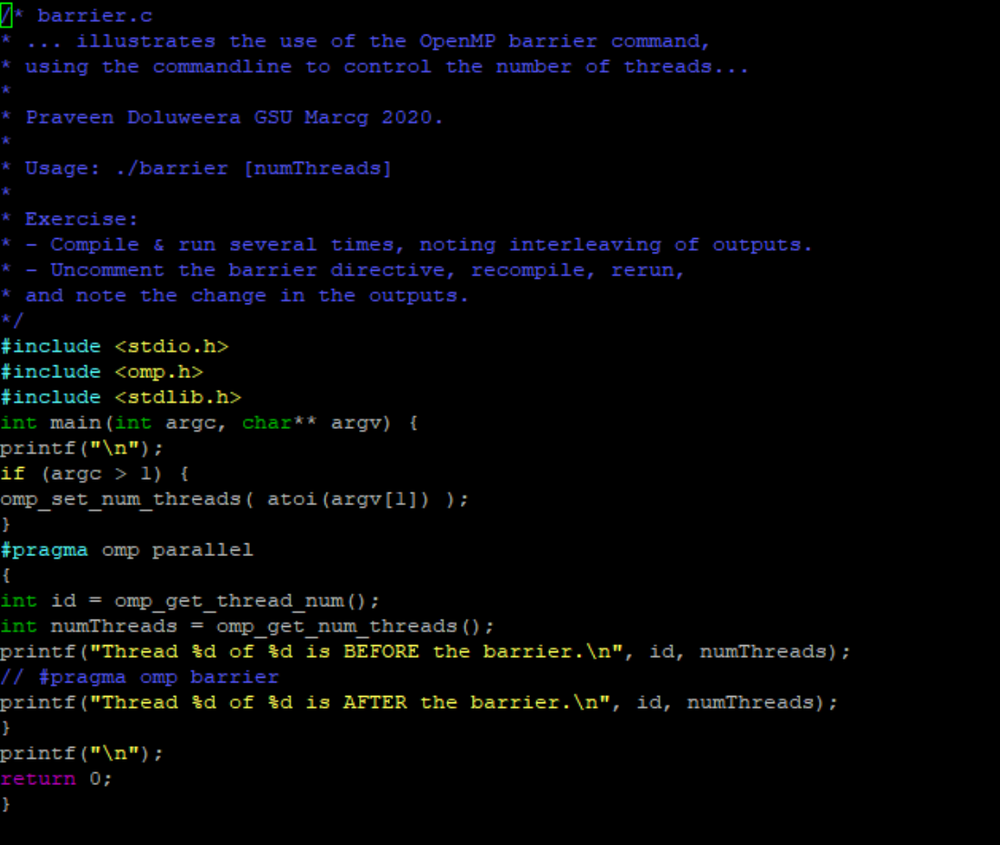 /* barrier.c
* ... illustrates the use of the OpenMP barrier command,
* using the commandline to control the number of threads...
*
* Praveen Doluweera GSU Marcg 2020.
*
* Usage: ./barrier [numThreads]
*
* Exercise:
* - Compile & run several times, noting interleaving of outputs.
* - Uncomment the barrier directive, recompile, rerun,
* and note the change in the outputs.
*/
#include <stdio.h>
#include <omp.h>
#include <stdlib.h>
int main(int argc, char** argv) {
printf("\n");
if (argc > 1) {
omp_set_num_threads( atoi(argv[1]) );
}
#pragma omp parallel
{
int id = omp_get_thread_num();
int numThreads = omp_get_num_threads();
printf("Thread %d of %d is BEFORE the barrier.\n", id, numThreads);
// #pragma omp barrier
printf("Thread %d of %d is AFTER the barrier.\n", id, numThreads);
}
printf("\n");
return 0;
}